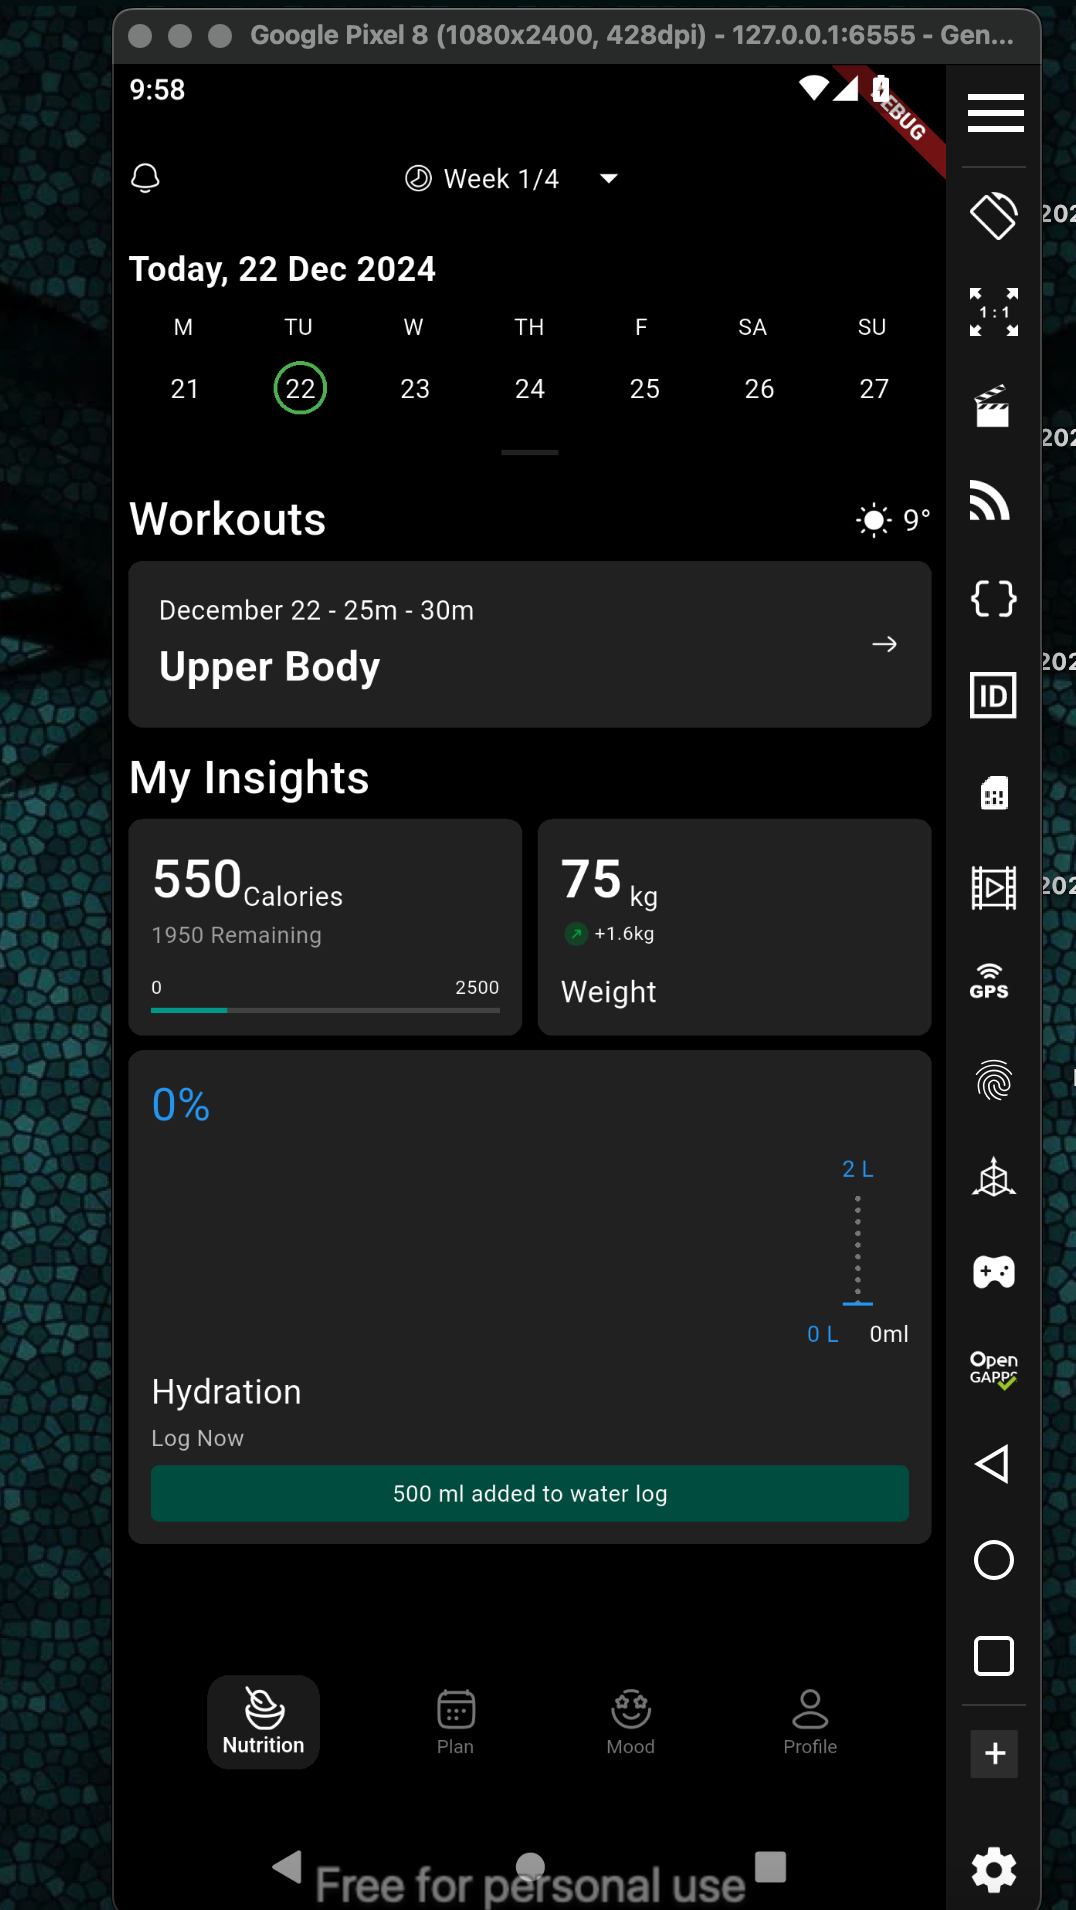 Google Pixel 8 (1080x2400, 428dpi) - 127.0.0.1:6555 - Gen...
9:58
Week 1/4
Today, 22 Dec 2024
M TU W TH F SA SU
21 22 23 24 25 26 27
Workouts
9°
December 22 - 25m - 30m
Upper Body
My Insights
550 Calories
1950 Remaining
0 2500
75 kg
+1.6kg
Weight
0%
2 L
0 L 0ml
Hydration
Log Now
500 ml added to water log
Nutrition Plan Mood Profile
Free for personal use
1 : 1
ID
GPS
Open
GAPPS
202
202
202
202